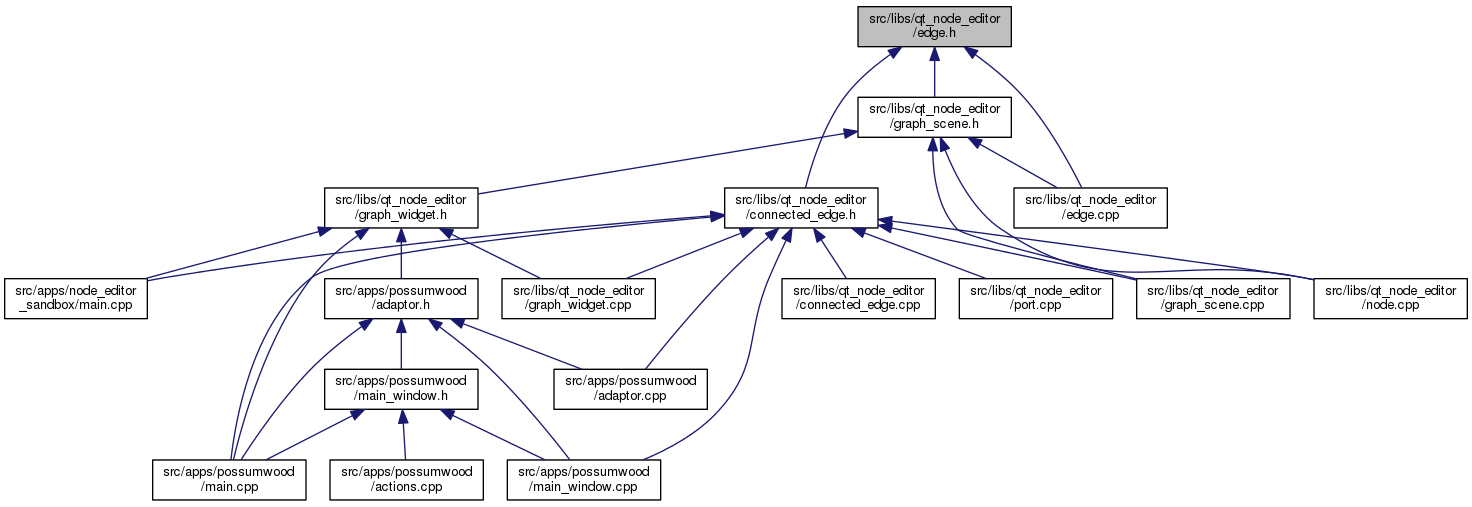 src/libs/qt_node_editor
/edge.h
src/libs/qt_node_editor
/graph_scene.h
src/libs/qt_node_editor
/graph_widget.h
src/libs/qt_node_editor
/connected_edge.h
src/libs/qt_node_editor
/edge.cpp
src/apps/node_editor
_sandbox/main.cpp
src/apps/possumwood
/adaptor.h
src/libs/qt_node_editor
/graph_widget.cpp
src/libs/qt_node_editor
/connected_edge.cpp
src/libs/qt_node_editor
/port.cpp
src/libs/qt_node_editor
/graph_scene.cpp
src/libs/qt_node_editor
/node.cpp
src/apps/possumwood
/main_window.h
src/apps/possumwood
/adaptor.cpp
src/apps/possumwood
/main.cpp
src/apps/possumwood
/actions.cpp
src/apps/possumwood
/main_window.cpp